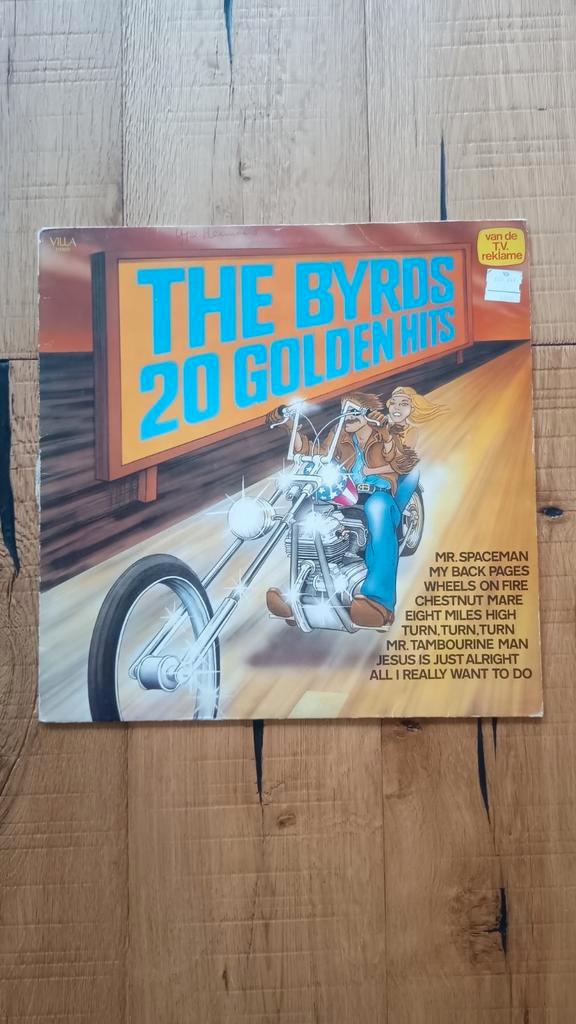 VILLA
van de
T.V.
reklame
THE BYRDS
20 GOLDEN HITS
MR. SPACEMAN
MY BACK PAGES
WHEELS ON FIRE
CHESTNUT MARE
EIGHT MILES HIGH
TURN, TURN, TURN
MR. TAMBOURINE MAN
JESUS IS JUST ALRIGHT
ALL I REALLY WANT TO DO